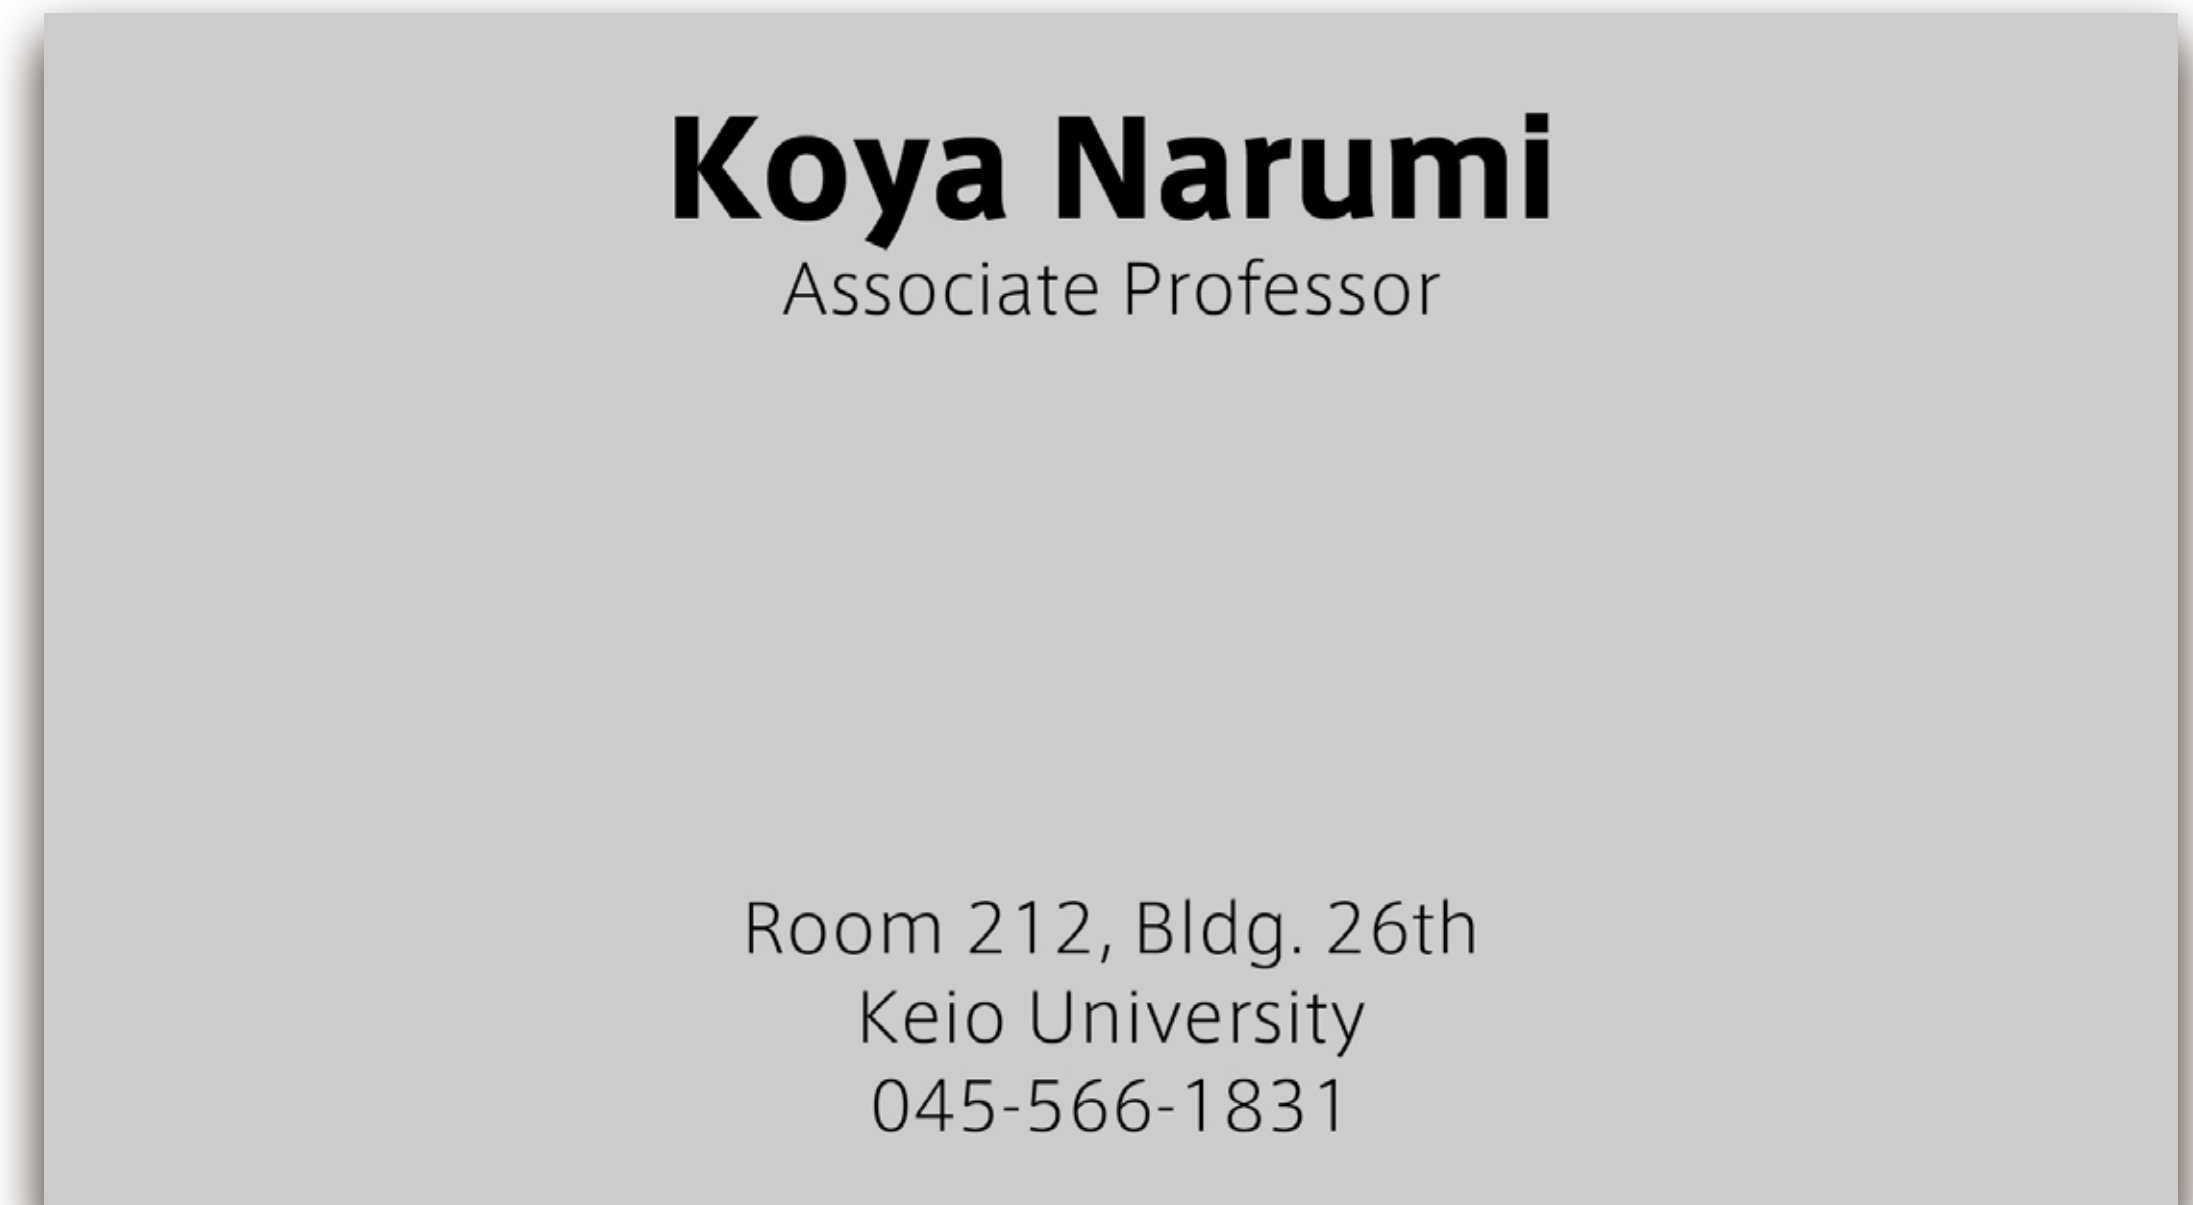 Koya Narumi
Associate Professor
Room 212, Bldg. 26th
Keio University
045-566-1831